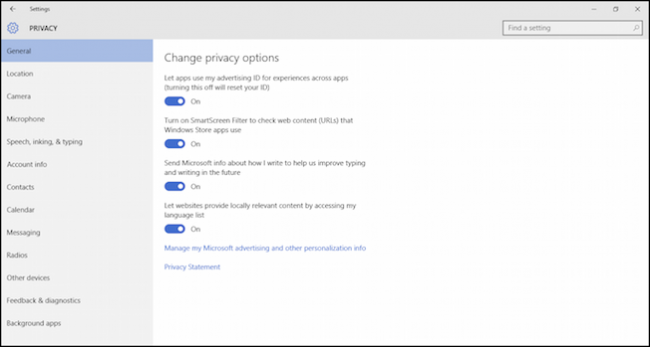 Settings
PRIVACY
Find a setting
General
Location
Camera
Microphone
Speech, inking, & typing
Account info
Contacts
Calendar
Messaging
Radios
Other devices
Feedback & diagnostics
Background apps
Change privacy options
Let apps use my advertising ID for experiences across apps
(turning this off will reset your ID)
On
Turn on SmartScreen Filter to check web content (URLs) that
Windows Store apps use
On
Send Microsoft info about how I write to help us improve typing
and writing in the future
On
Let websites provide locally relevant content by accessing my
language list
On
Manage my Microsoft advertising and other personalization info
Privacy Statement